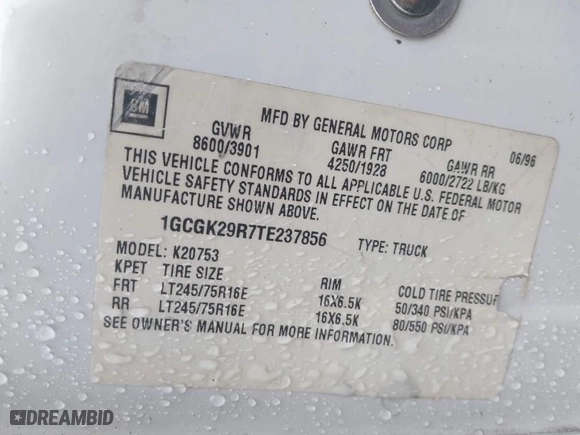 GM
MFD BY GENERAL MOTORS CORP 06/96
GVWR GAWR FRT GAWR RR
8600/3901 4250/1928 6000/2722 LB/KG
THIS VEHICLE CONFORMS TO ALL APPLICABLE U.S. FEDERAL MOTOR
VEHICLE SAFETY STANDARDS IN EFFECT ON THE DATE OF
MANUFACTURE SHOWN ABOVE.
1GCGK29R7TE237856 TYPE: TRUCK
MODEL: K20753
KPET TIRE SIZE RIM COLD TIRE PRESSUR
FRT LT245/75R16E 16X6.5K 50/340 PSI/KPA
RR LT245/75R16E 16X6.5K 80/550 PSI/KPA
SEE OWNER'S MANUAL FOR MORE INFORMATION.
DREAMBID